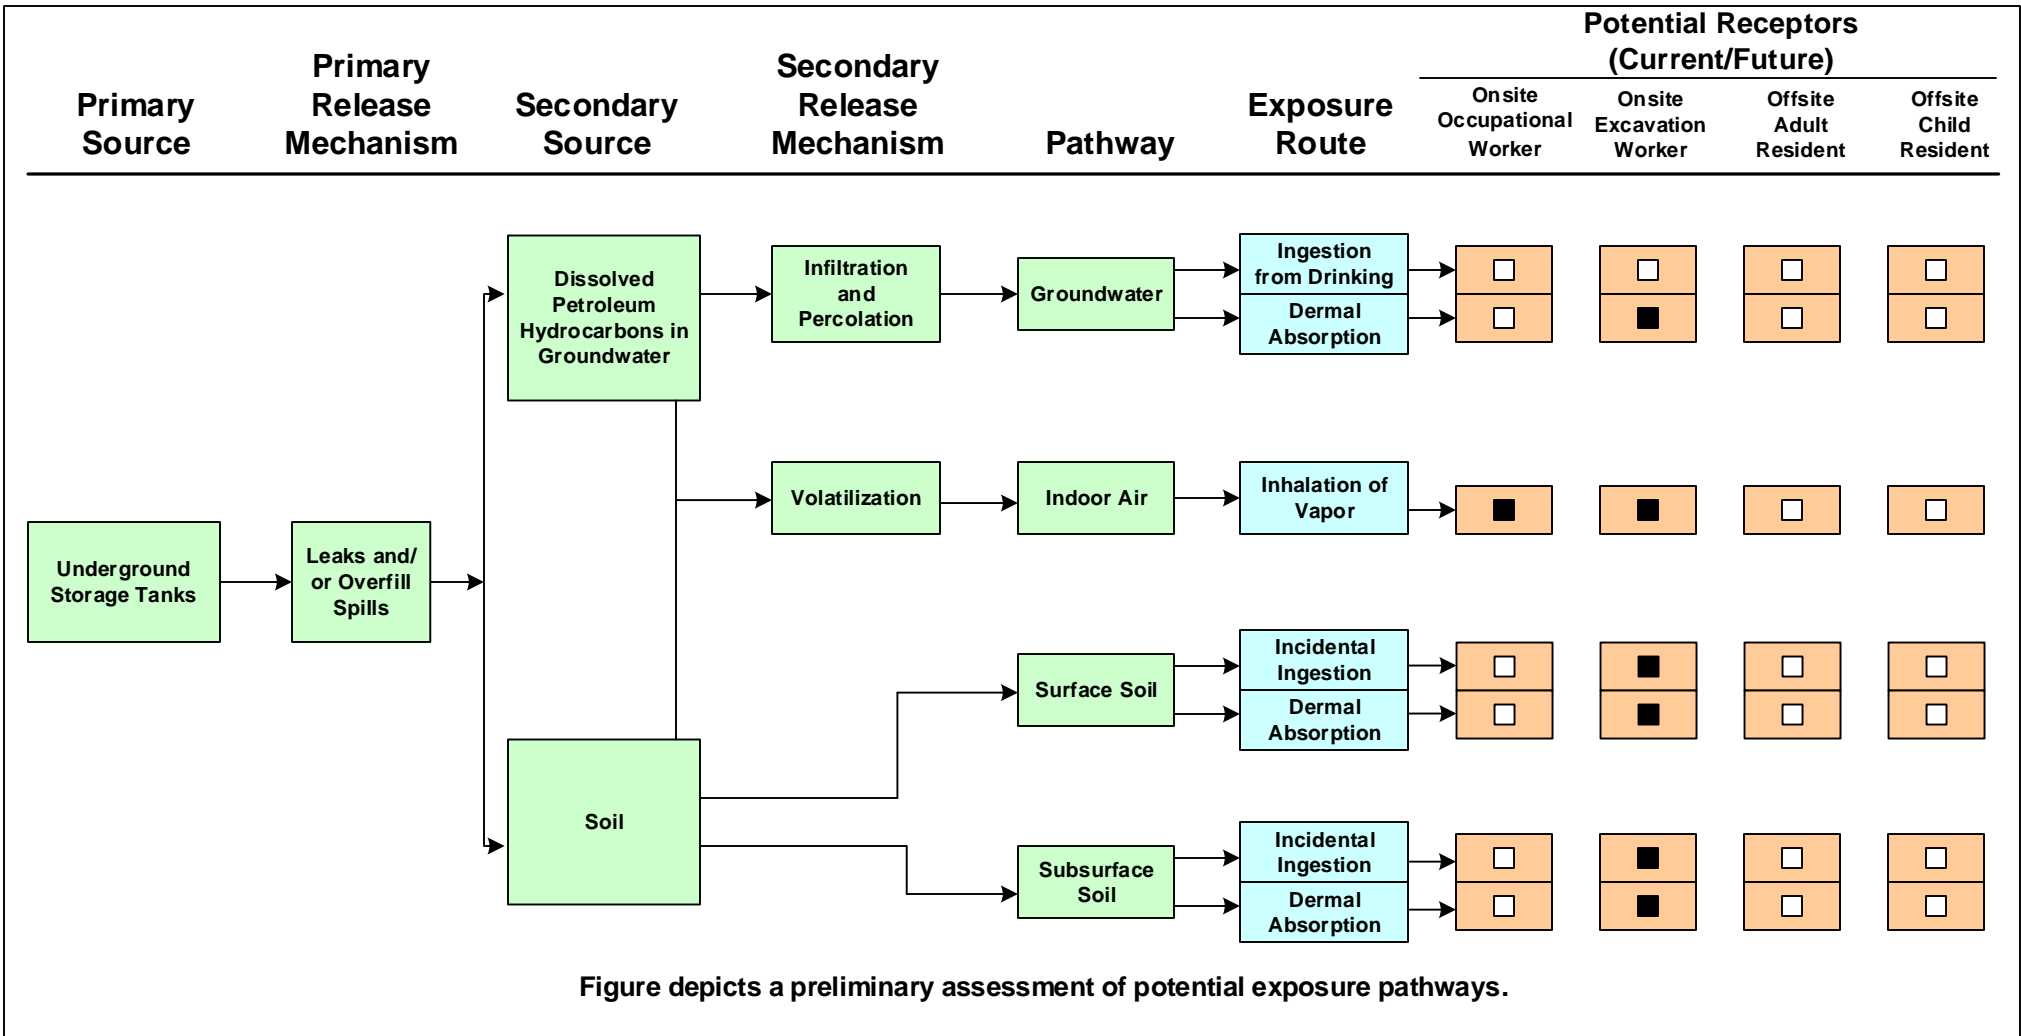 Potential Receptors
(Current/Future)
Primary
Source
Primary
Release
Mechanism
Secondary
Source
Secondary
Release
Mechanism
Pathway
Exposure
Route
Onsite
Occupational
Worker
Onsite
Excavation
Worker
Offsite
Adult
Resident
Offsite
Child
Resident
Underground
Storage Tanks
Leaks and/
or Overfill
Spills
Dissolved
Petroleum
Hydrocarbons in
Groundwater
Infiltration
and
Percolation
Groundwater
Ingestion
from Drinking
Dermal
Absorption
Volatilization
Indoor Air
Inhalation of
Vapor
Soil
Surface Soil
Incidental
Ingestion
Dermal
Absorption
Subsurface
Soil
Incidental
Ingestion
Dermal
Absorption
Figure depicts a preliminary assessment of potential exposure pathways.